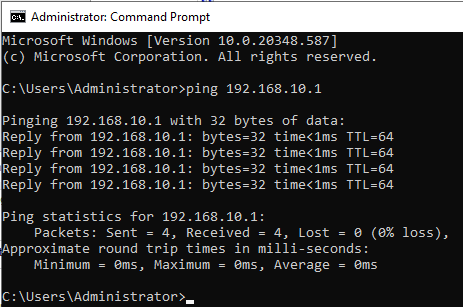 Administrator: Command Prompt
Microsoft Windows [Version 10.0.20348.587]
(c) Microsoft Corporation. All rights reserved.
C:\Users\Administrator>ping 192.168.10.1
Pinging 192.168.10.1 with 32 bytes of data:
Reply from 192.168.10.1: bytes=32 time<1ms TTL=64
Reply from 192.168.10.1: bytes=32 time<1ms TTL=64
Reply from 192.168.10.1: bytes=32 time<1ms TTL=64
Reply from 192.168.10.1: bytes=32 time<1ms TTL=64
Ping statistics for 192.168.10.1:
    Packets: Sent = 4, Received = 4, Lost = 0 (0% loss),
Approximate round trip times in milli-seconds:
    Minimum = 0ms, Maximum = 0ms, Average = 0ms
C:\Users\Administrator>